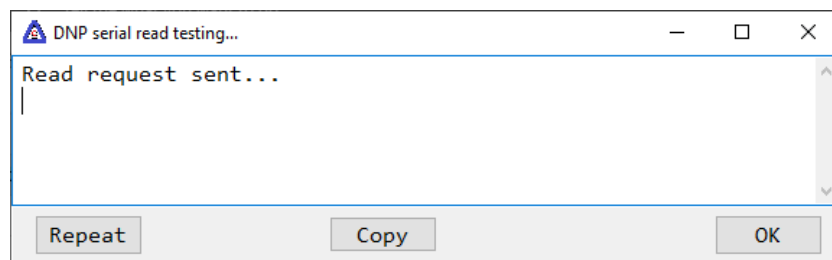 DNP serial read testing...
Read request sent...
Repeat Copy OK